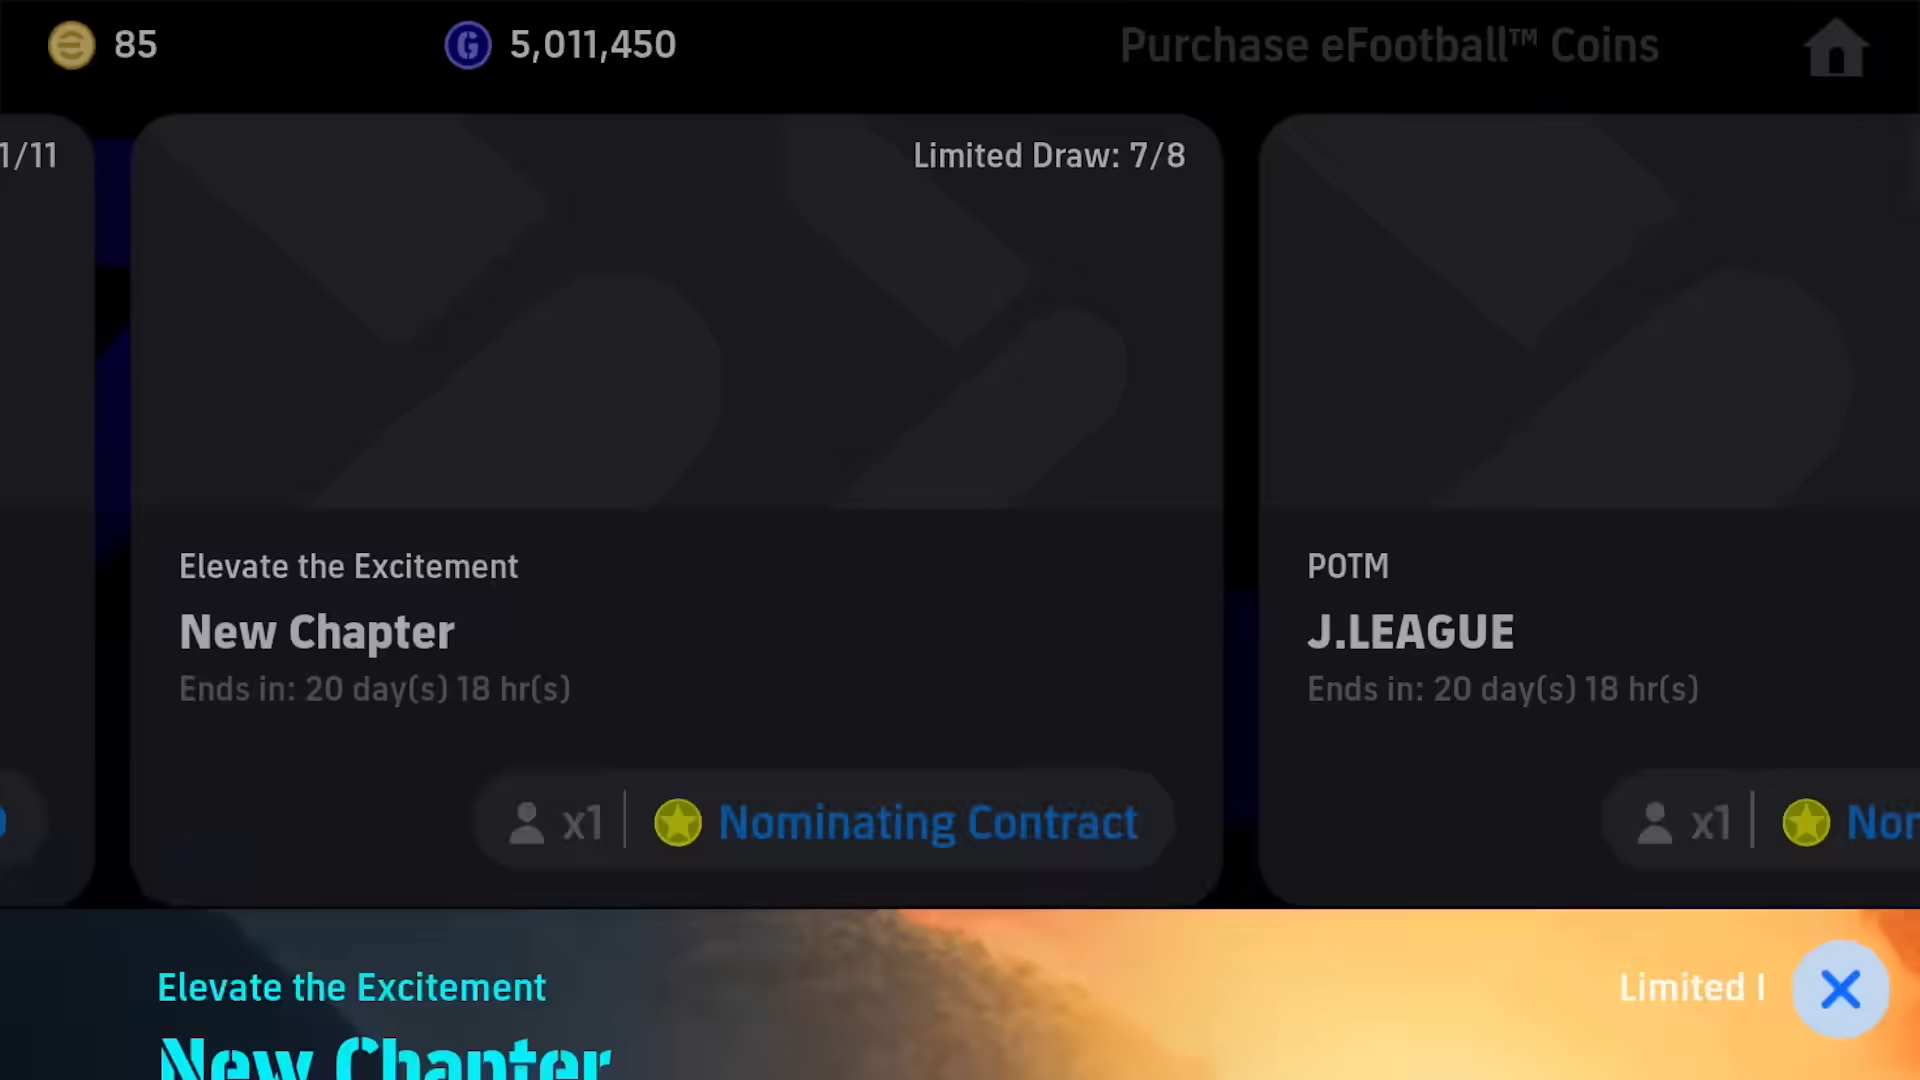 85
5,011,450
Purchase eFootball™ Coins
1/11
Limited Draw: 7/8
Elevate the Excitement
New Chapter
Ends in: 20 day(s) 18 hr(s)
x1
Nominating Contract
POTM
J.LEAGUE
Ends in: 20 day(s) 18 hr(s)
x1
Elevate the Excitement
Limited
New Chapter